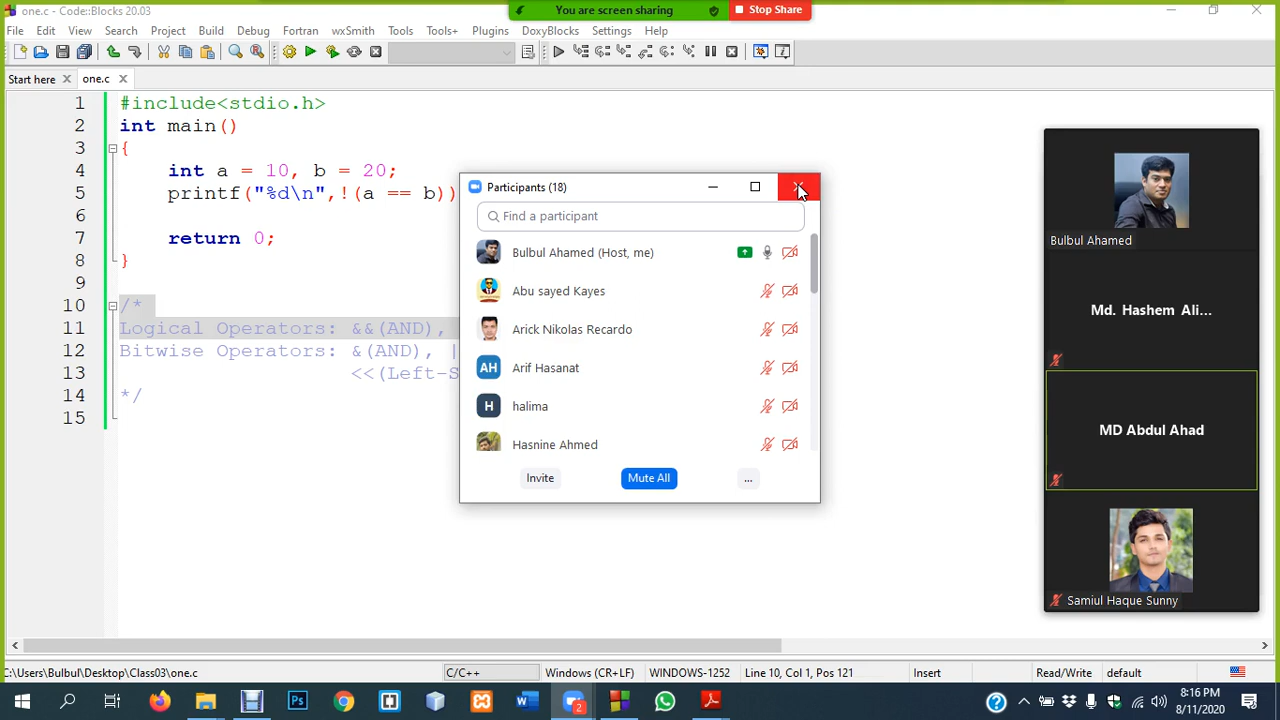 one.c - Code::Blocks 20.03
You are screen sharing
Stop Share
File Edit View Search Project Build Debug Fortran wxSmith Tools Tools+ Plugins DoxyBlocks Settings Help
Start here
one.c
1 #include<stdio.h>
2 int main()
3 {
4 int a = 10, b = 20;
5 printf("%d\n",!(a == b))
6
7 return 0;
8 }
9
10 /*
11 Logical Operators: &&(AND),
12 Bitwise Operators: &(AND), |
13 <<(Left-S
14 */
15
Participants (18)
Find a participant
Bulbul Ahamed (Host, me)
Abu sayed Kayes
Arick Nikolas Recardo
AH Arif Hasanat
H halima
Hasnine Ahmed
Invite
Mute All
...
Bulbul Ahamed
Md. Hashem Ali...
MD Abdul Ahad
Samiul Haque Sunny
C:\Users\Bulbul\Desktop\Class03\one.c
C/C++
Windows (CR+LF)
WINDOWS-1252
Line 10, Col 1, Pos 121
Insert
Read/Write
default
Ps
2
8:16 PM
8/11/2020